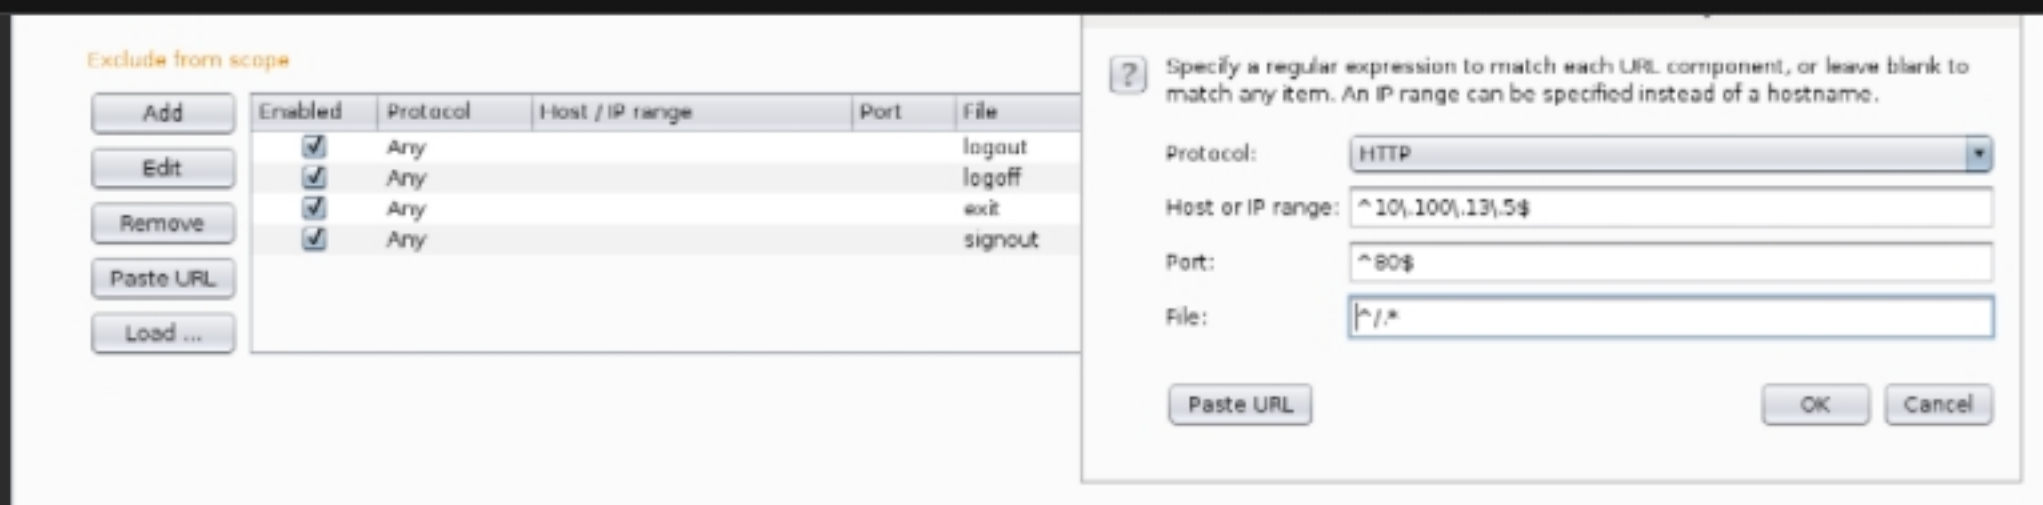 Exclude from scope
Add
Edit
Remove
Paste URL
Load ...
Enabled Protocol Host / IP range Port File
Any logout
Any logoff
Any exit
Any signout
Specify a regular expression to match each URL component, or leave blank to
match any item. An IP range can be specified instead of a hostname.
Protocol: HTTP
Host or IP range: ^10\.100\.13\.5$
Port: ^80$
File: ^/.*
Paste URL OK Cancel